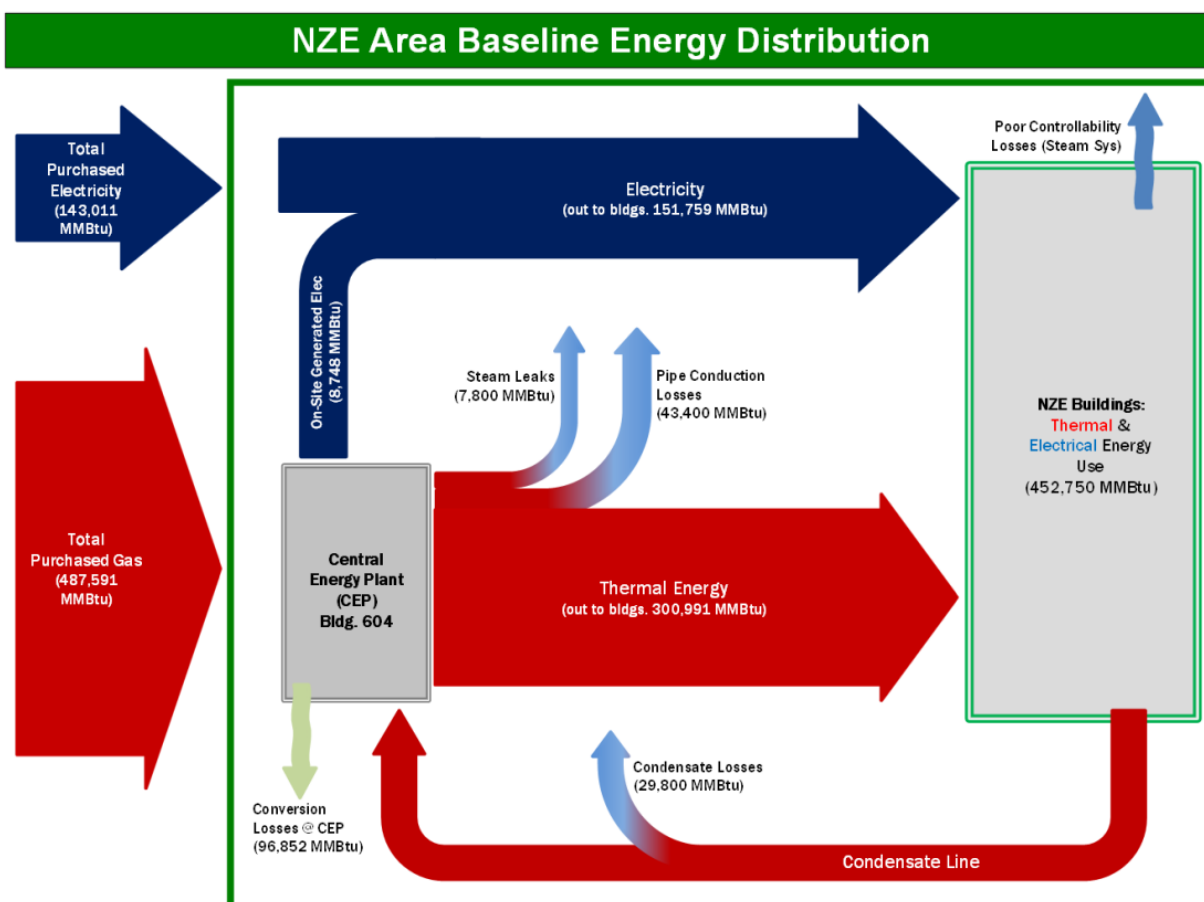 NZE Area Baseline Energy Distribution
Total
Purchased
Electricity
(143,011
MMBtu)
Poor Controllability
Losses (Steam Sys)
Electricity
(out to bldgs. 151,759 MMBtu)
On-Site Generated Elec
(8,748 MMBtu)
Steam Leaks
(7,800 MMBtu)
Pipe Conduction
Losses
(43,400 MMBtu)
NZE Buildings:
Thermal &
Electrical Energy
Use
(452,750 MMBtu)
Total
Purchased Gas
(487,591
MMBtu)
Central
Energy Plant
(CEP)
Bldg. 604
Thermal Energy
(out to bldgs. 300,991 MMBtu)
Condensate Losses
(29,800 MMBtu)
Conversion
Losses @ CEP
(96,852 MMBtu)
Condensate Line